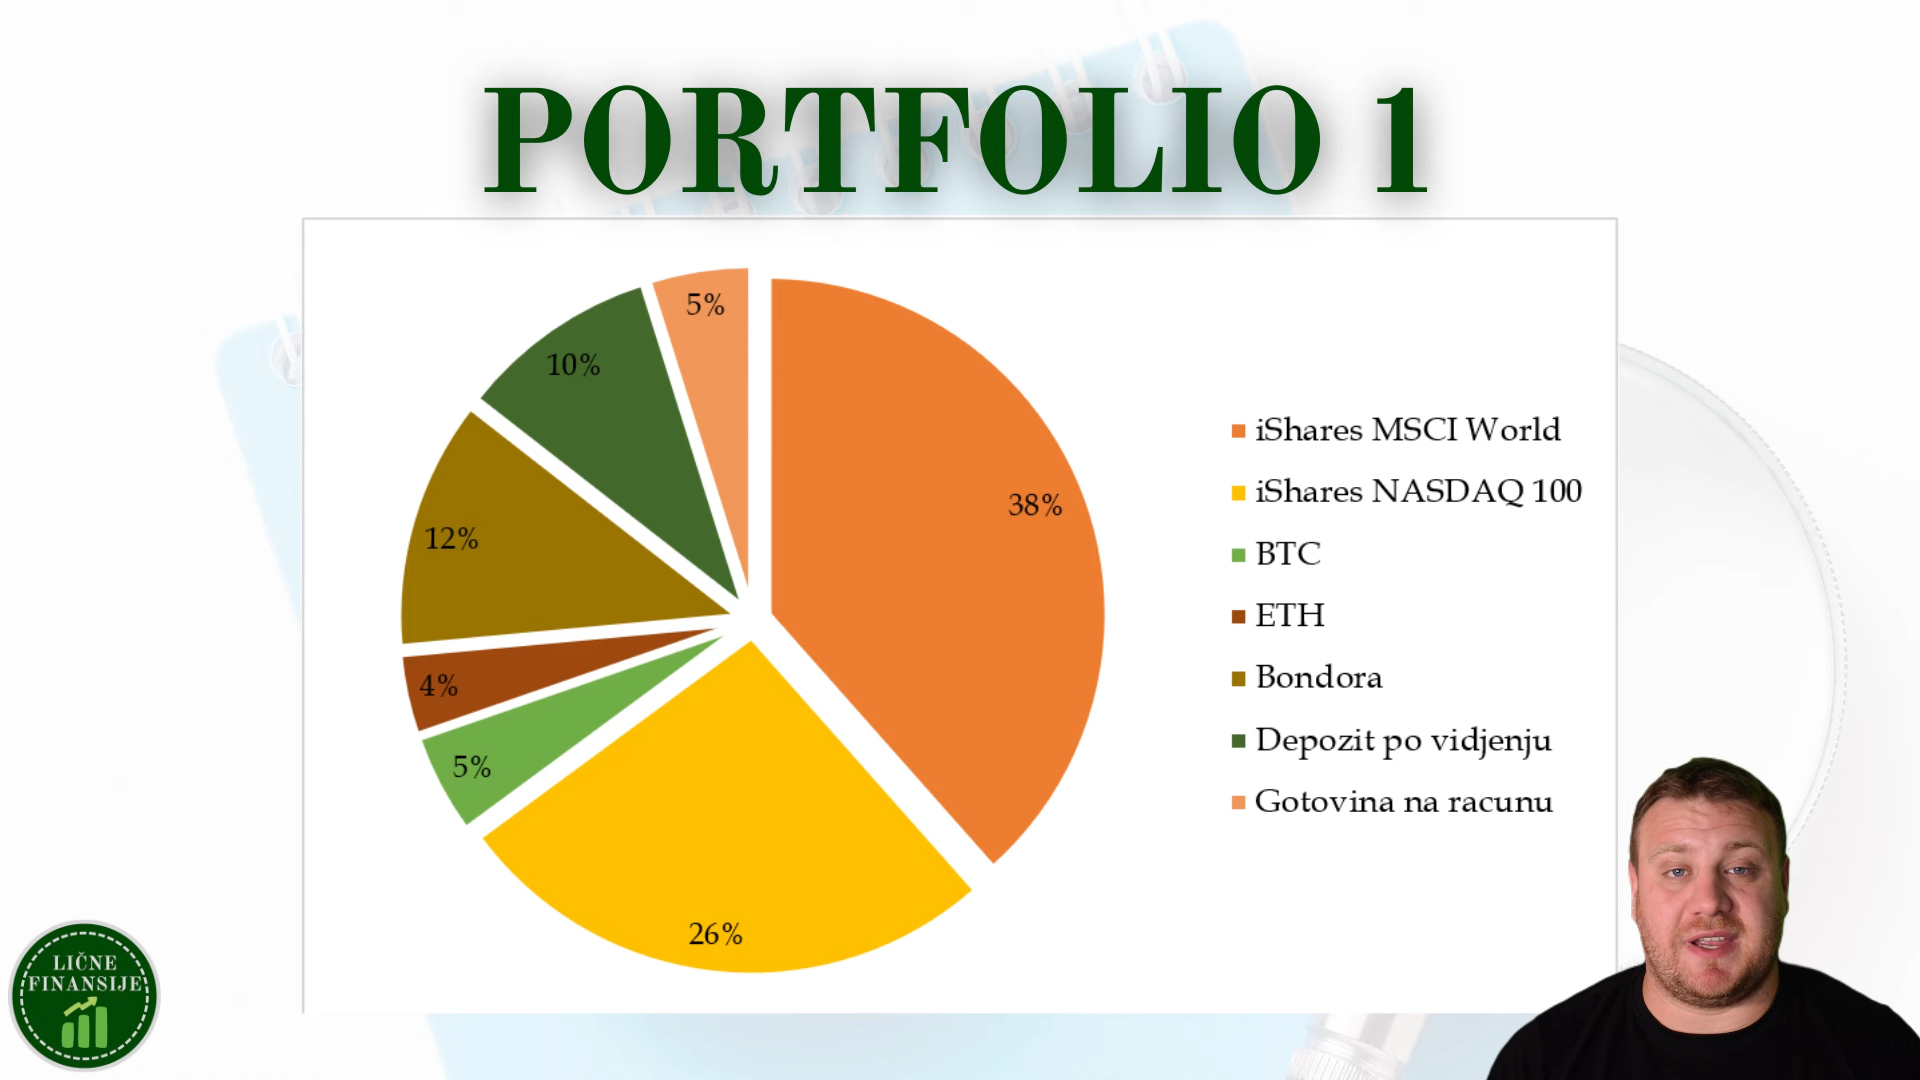 PORTFOLIO 1
5%
10%
38%
12%
4%
5%
26%
iShares MSCI World
iShares NASDAQ 100
BTC
ETH
Bondora
Depozit po vidjenju
Gotovina na racunu
LIČNE
FINANSIJE